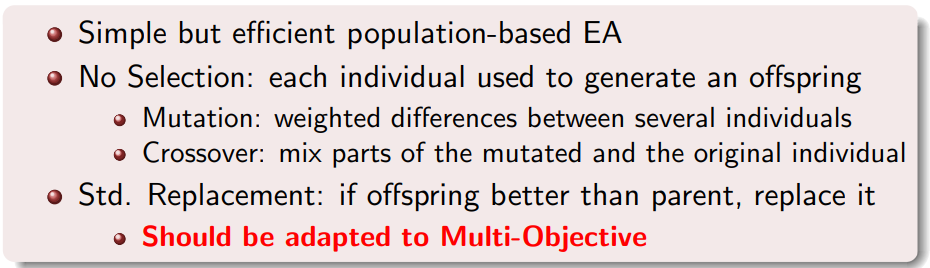 Simple but efficient population-based EA
No Selection: each individual used to generate an offspring
Mutation: weighted differences between several individuals
Crossover: mix parts of the mutated and the original individual
Std. Replacement: if offspring better than parent, replace it
Should be adapted to Multi-Objective